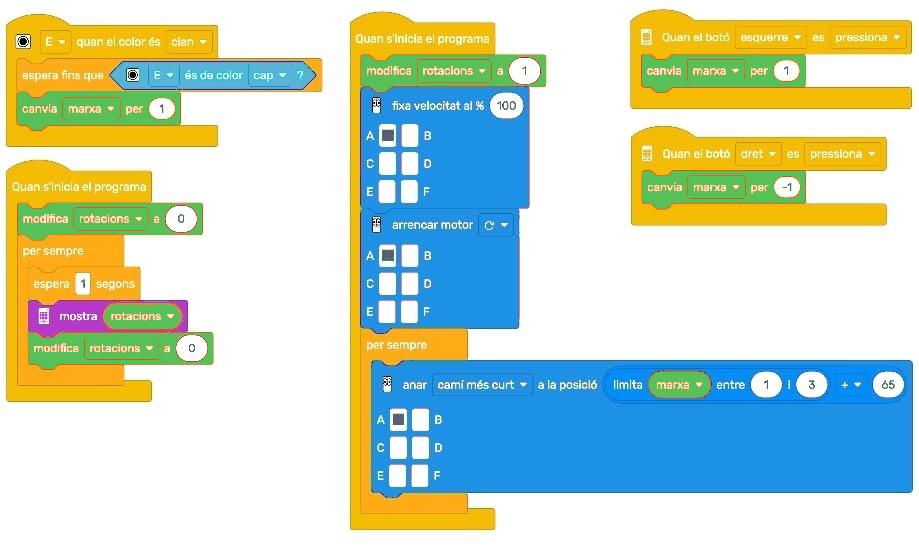 E quan el color és cian
espera fins que E és de color cap ?
canvia marxa per 1
Quan s'inicia el programa
modifica rotacions a 0
per sempre
espera 1 segons
mostra rotacions
modifica rotacions a 0
Quan s'inicia el programa
modifica rotacions a 1
fixa velocitat al % 100
A B
C D
E F
arrencar motor
A B
C D
E F
per sempre
anar camí més curt a la posició limita marxa entre 1 i 3 + 65
A B
C D
E F
Quan el botó esquerre es pressiona
canvia marxa per 1
Quan el botó dret es pressiona
canvia marxa per -1